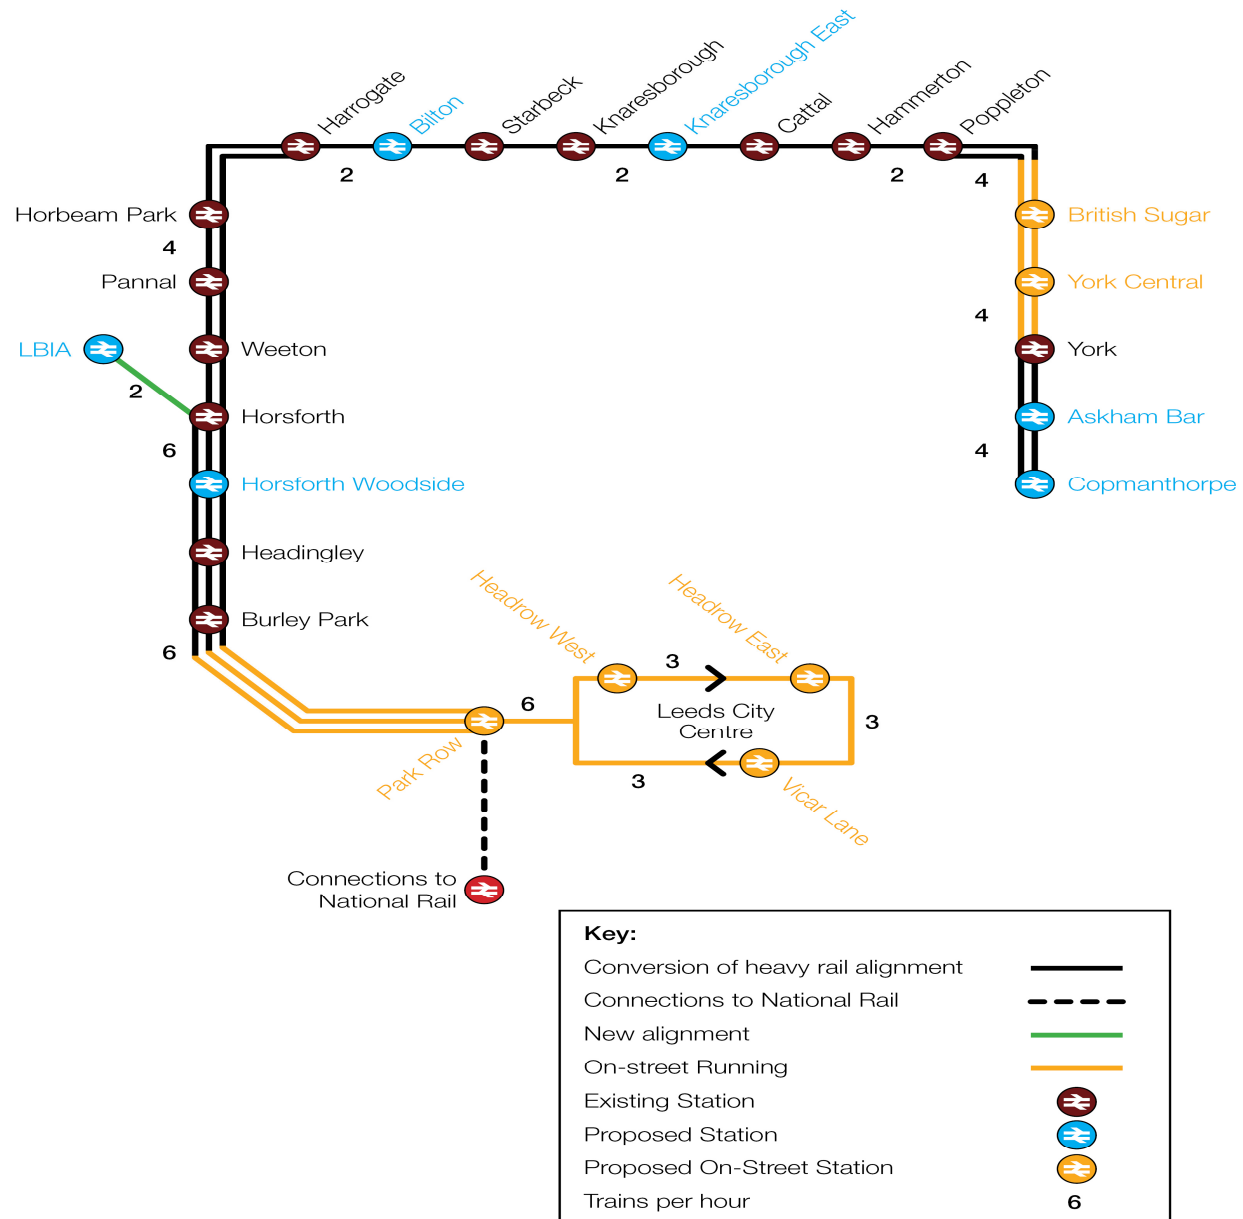 Harrogate
Bilton
Starbeck
Knaresborough
Knaresborough East
Cattal
Hammerton
Poppleton
2
2
2
4
Horbeam Park
British Sugar
4
Pannal
York Central
4
LBIA
Weeton
York
2
Horsforth
Askham Bar
6
4
Horsforth Woodside
Copmanthorpe
Headingley
Burley Park
6
Headrow West
Headrow East
3
6
Leeds City
Centre
3
3
Park Row
Vicar Lane
Connections to
National Rail
Key:
Conversion of heavy rail alignment
Connections to National Rail
New alignment
On-street Running
Existing Station
Proposed Station
Proposed On-Street Station
Trains per hour 6